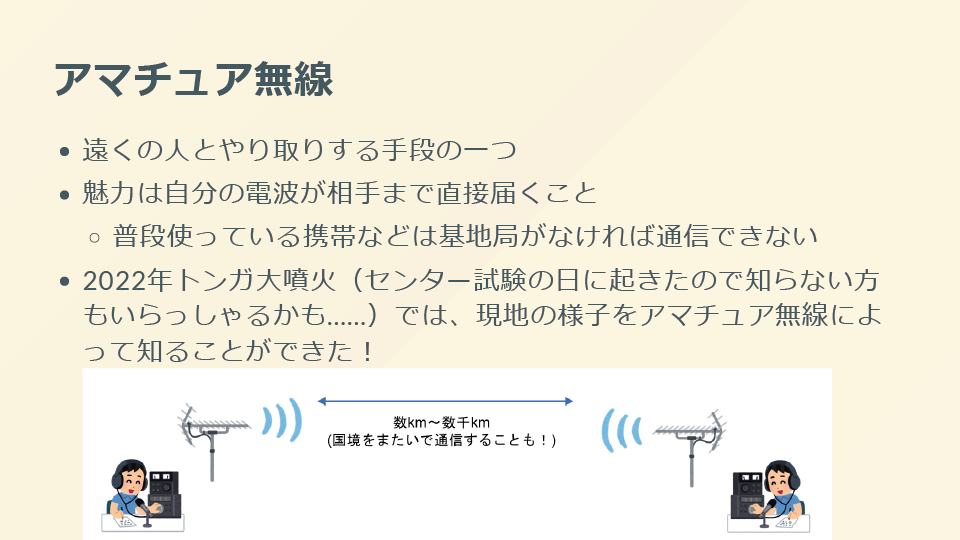 アマチュア無線
遠くの人とやり取りする手段の一つ
魅力は自分の電波が相手まで直接届くこと
普段使っている携帯などは基地局がなければ通信できない
2022年トンガ大噴火（センター試験の日に起きたので知らない方
もいらっしゃるかも......）では、現地の様子をアマチュア無線によ
って知ることができた！
数km～数千km
(国境をまたいで通信することも！)